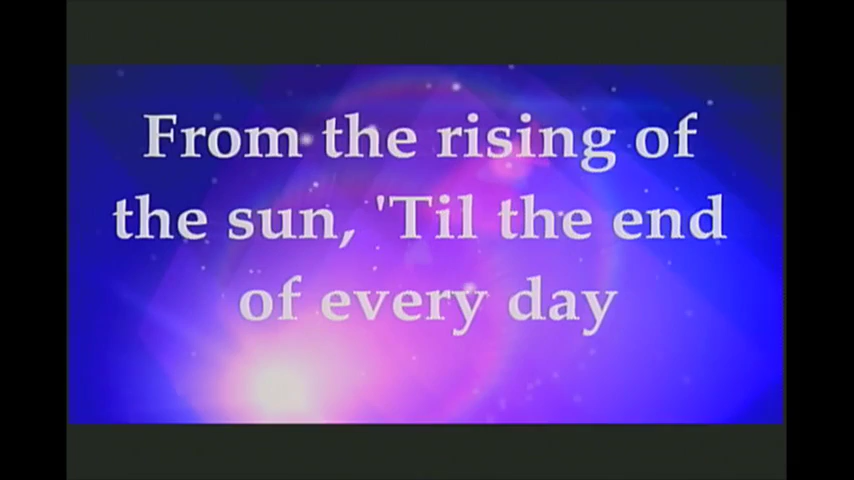 From the rising of
the sun, 'Til the end
of every day